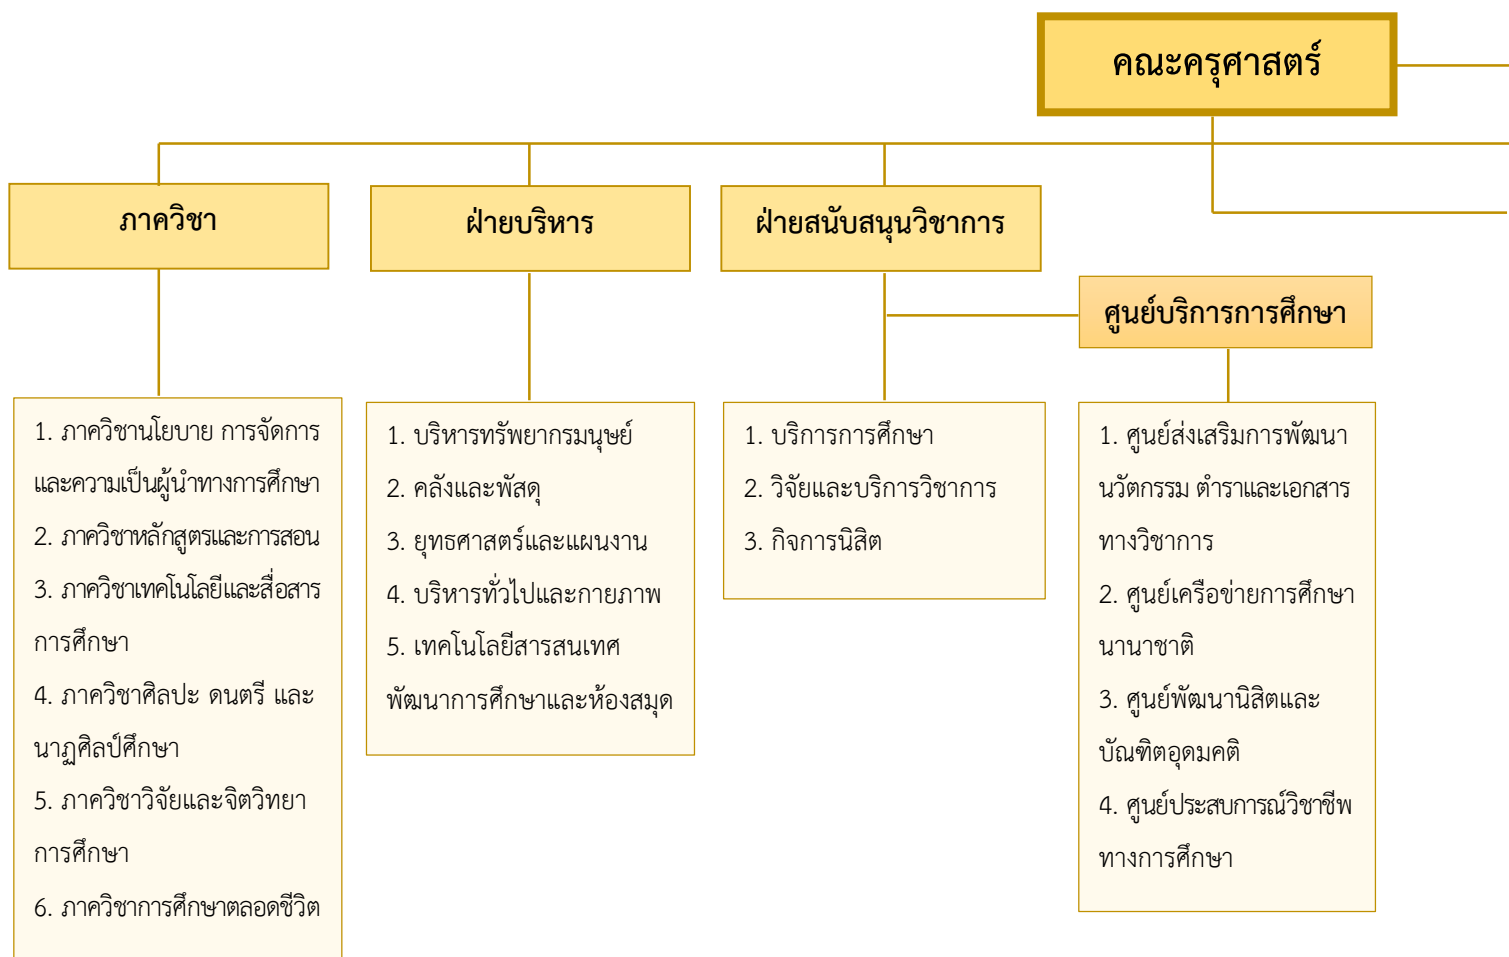 คณะครุศาสตร์
ภาควิชา
ฝ่ายบริหาร
ฝ่ายสนับสนุนวิชาการ
ศูนย์บริการการศึกษา
1. ภาควิชานโยบาย การจัดการ
และความเป็นผู้นำทางการศึกษา
2. ภาควิชาหลักสูตรและการสอน
3. ภาควิชาเทคโนโลยีและสื่อสาร
การศึกษา
4. ภาควิชาศิลปะ ดนตรี และ
นาฏศิลป์ศึกษา
5. ภาควิชาวิจัยและจิตวิทยา
การศึกษา
6. ภาควิชาการศึกษาตลอดชีวิต
1. บริหารทรัพยากรมนุษย์
2. คลังและพัสดุ
3. ยุทธศาสตร์และแผนงาน
4. บริหารทั่วไปและกายภาพ
5. เทคโนโลยีสารสนเทศ
พัฒนาการศึกษาและห้องสมุด
1. บริการการศึกษา
2. วิจัยและบริการวิชาการ
3. กิจการนิสิต
1. ศูนย์ส่งเสริมการพัฒนา
นวัตกรรม ตำราและเอกสาร
ทางวิชาการ
2. ศูนย์เครือข่ายการศึกษา
นานาชาติ
3. ศูนย์พัฒนานิสิตและ
บัณฑิตอุดมคติ
4. ศูนย์ประสบการณ์วิชาชีพ
ทางการศึกษา